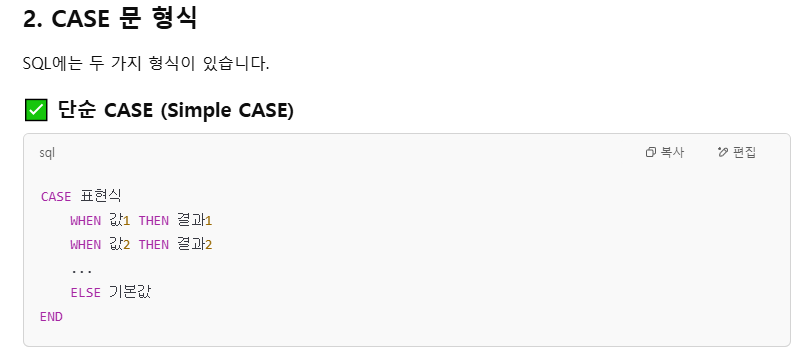 2. CASE 문 형식
SQL에는 두 가지 형식이 있습니다.
✅ 단순 CASE (Simple CASE)
sql 복사 편집
CASE 표현식
    WHEN 값1 THEN 결과1
    WHEN 값2 THEN 결과2
    ...
    ELSE 기본값
END